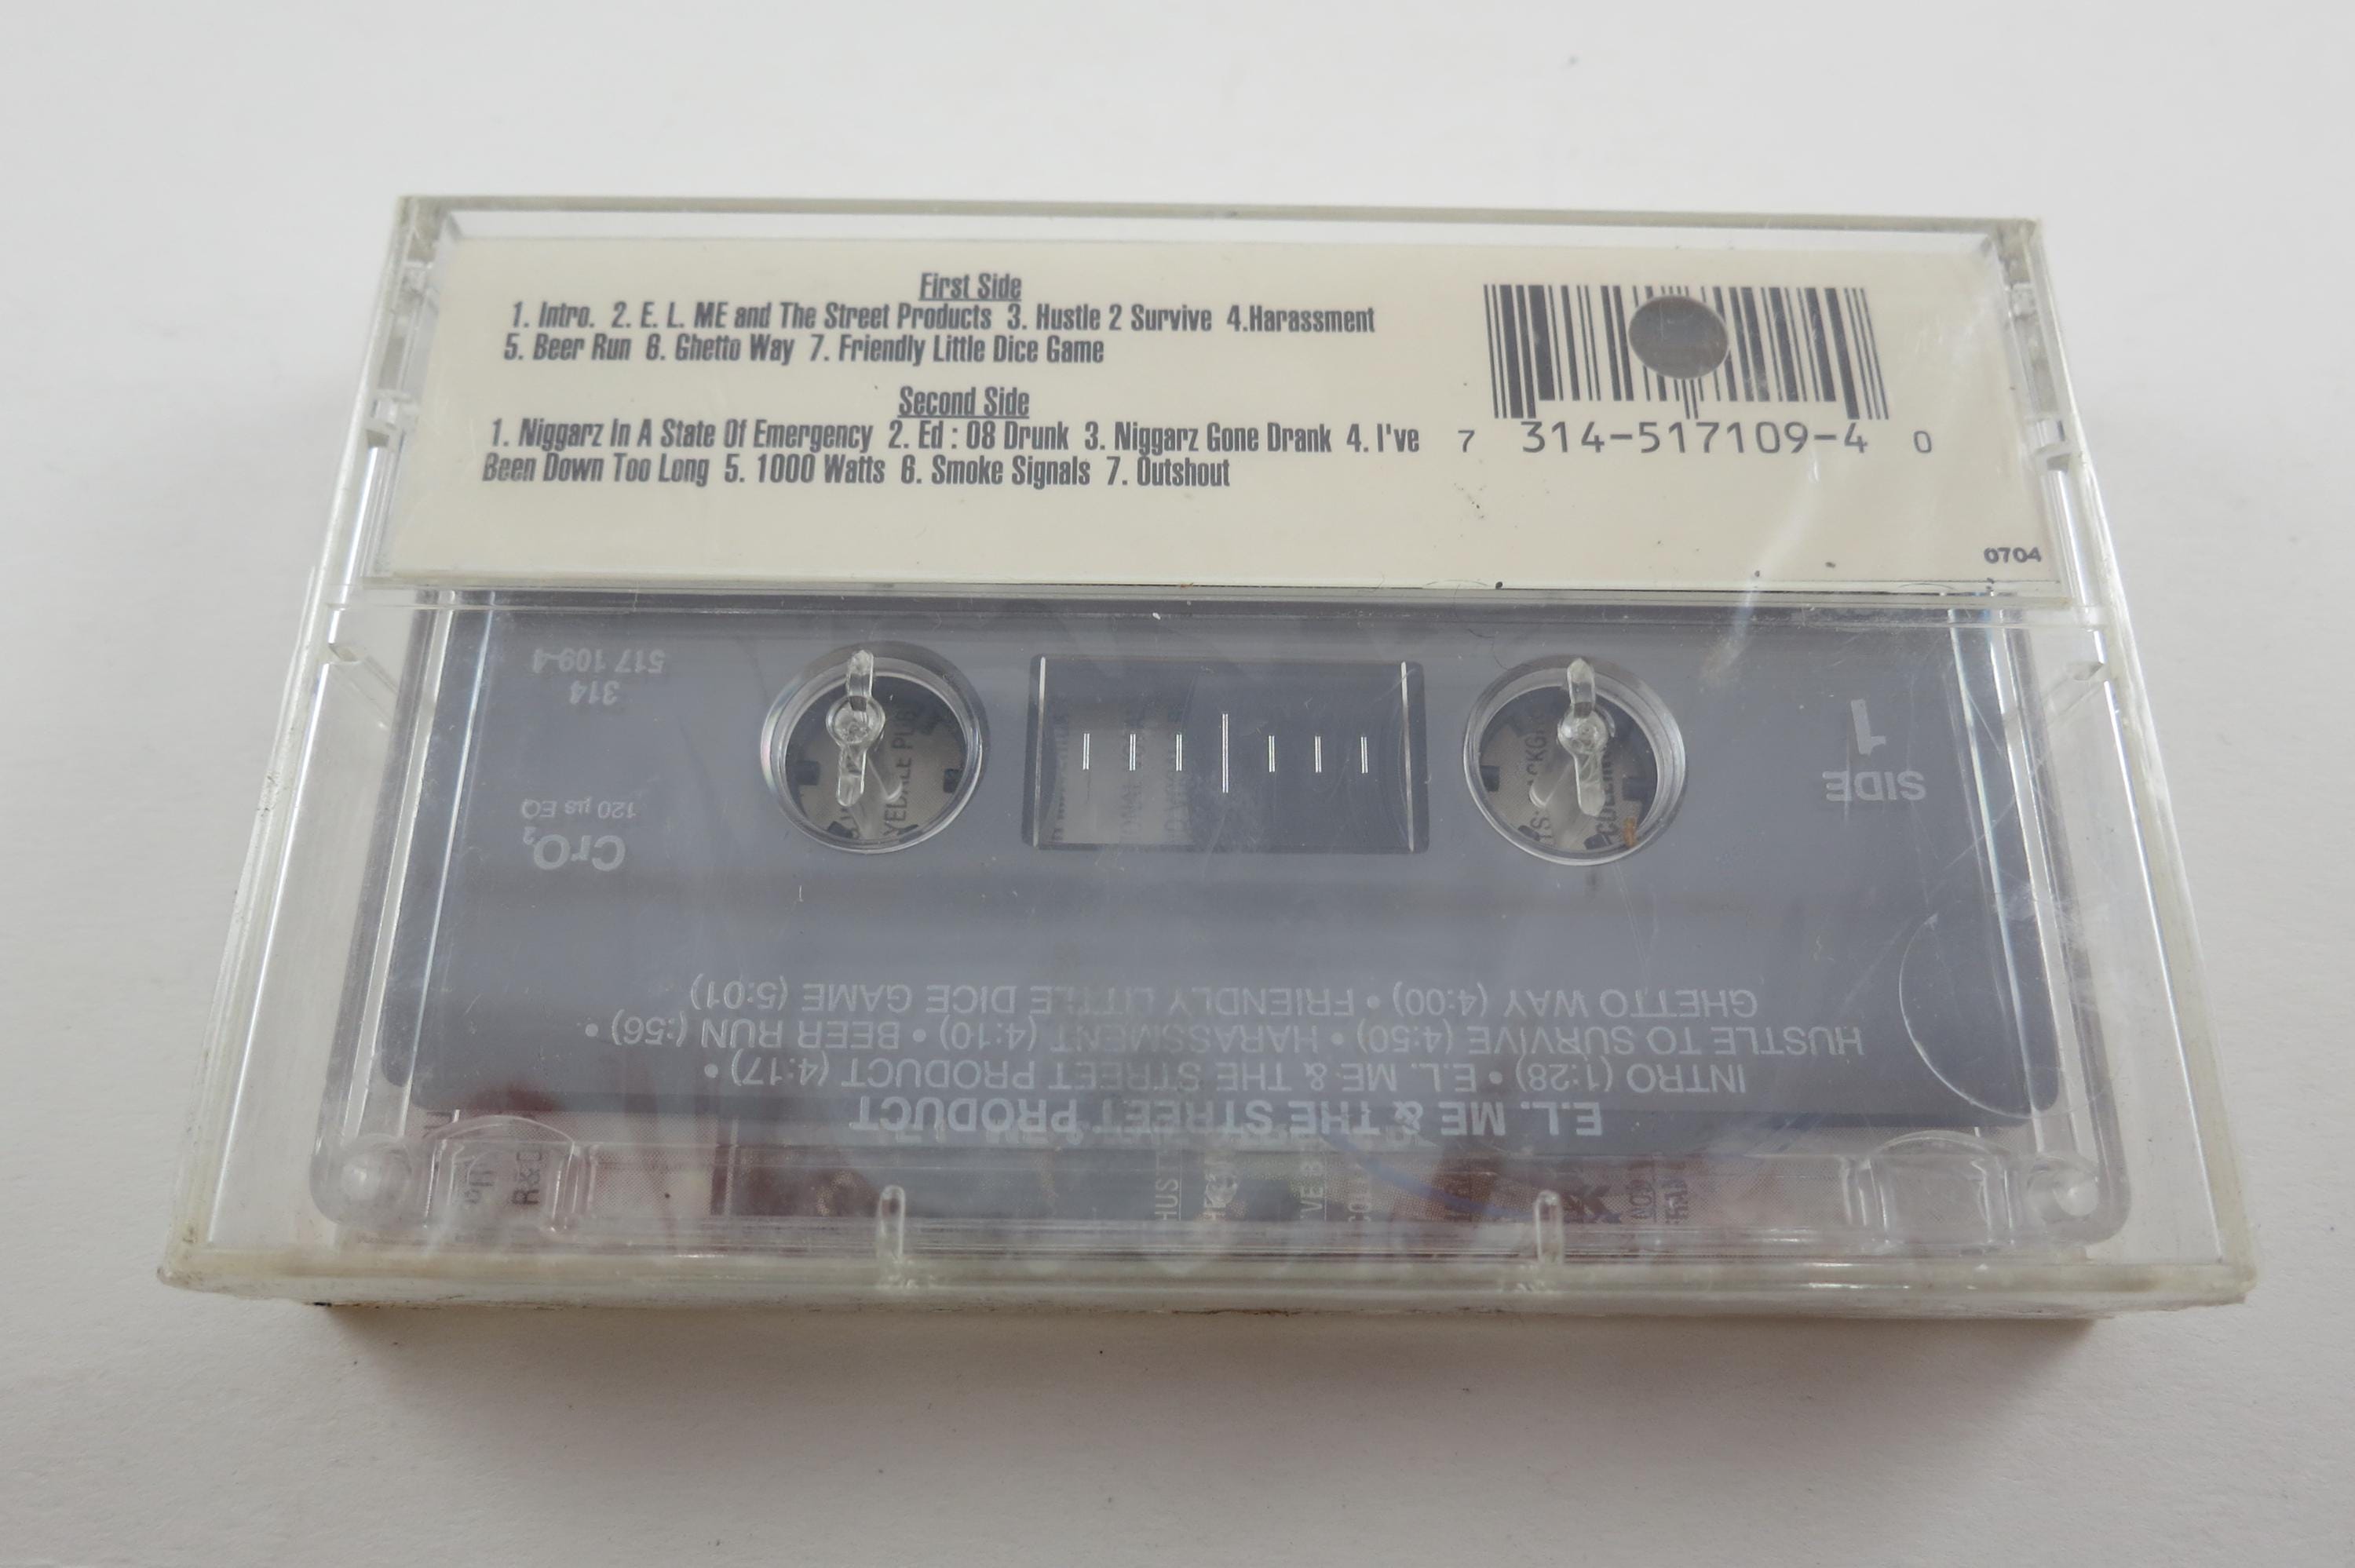 First Side
1. Intro. 2. E. L. ME and The Street Products 3. Hustle 2 Survive 4.Harassment
5. Beer Run 6. Ghetto Way 7. Friendly Little Dice Game
Second Side
1. Niggarz In A State Of Emergency 2. Ed : 08 Drunk 3. Niggarz Gone Drank 4. I've
Been Down Too Long 5. 1000 Watts 6. Smoke Signals 7. Outshout
7 314-517109-4 0
0704
E.L. ME & THE STREET PRODUCT
INTRO (1:28) • E.L. ME & THE STREET PRODUCT (4:17) •
HUSTLE TO SURVIVE (4:50) • HARASSMENT (4:10) • BEER RUN (:56) •
GHETTO WAY (4:00) • FRIENDLY LITTLE DICE GAME (5:01)
SIDE
1
CrO2
120 µs EQ
314
517 109-4